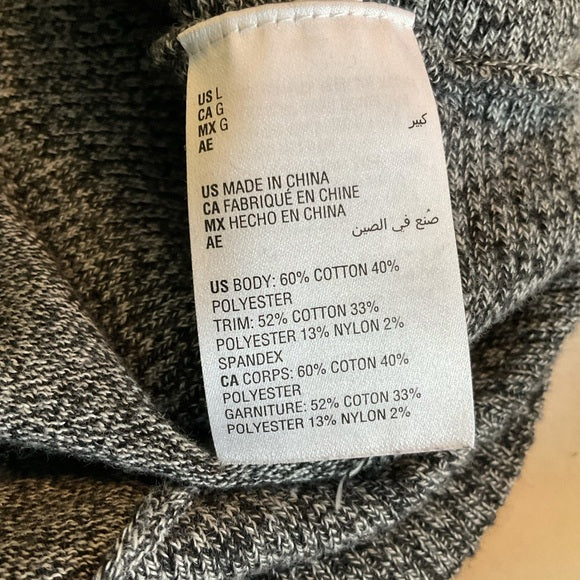 US L
CA G
MX G
AE كبير
US MADE IN CHINA
CA FABRIQUÉ EN CHINE
MX HECHO EN CHINA
AE صُنع في الصين
US BODY: 60% COTTON 40%
POLYESTER
TRIM: 52% COTTON 33%
POLYESTER 13% NYLON 2%
SPANDEX
CA CORPS: 60% COTON 40%
POLYESTER
GARNITURE: 52% COTON 33%
POLYESTER 13% NYLON 2%